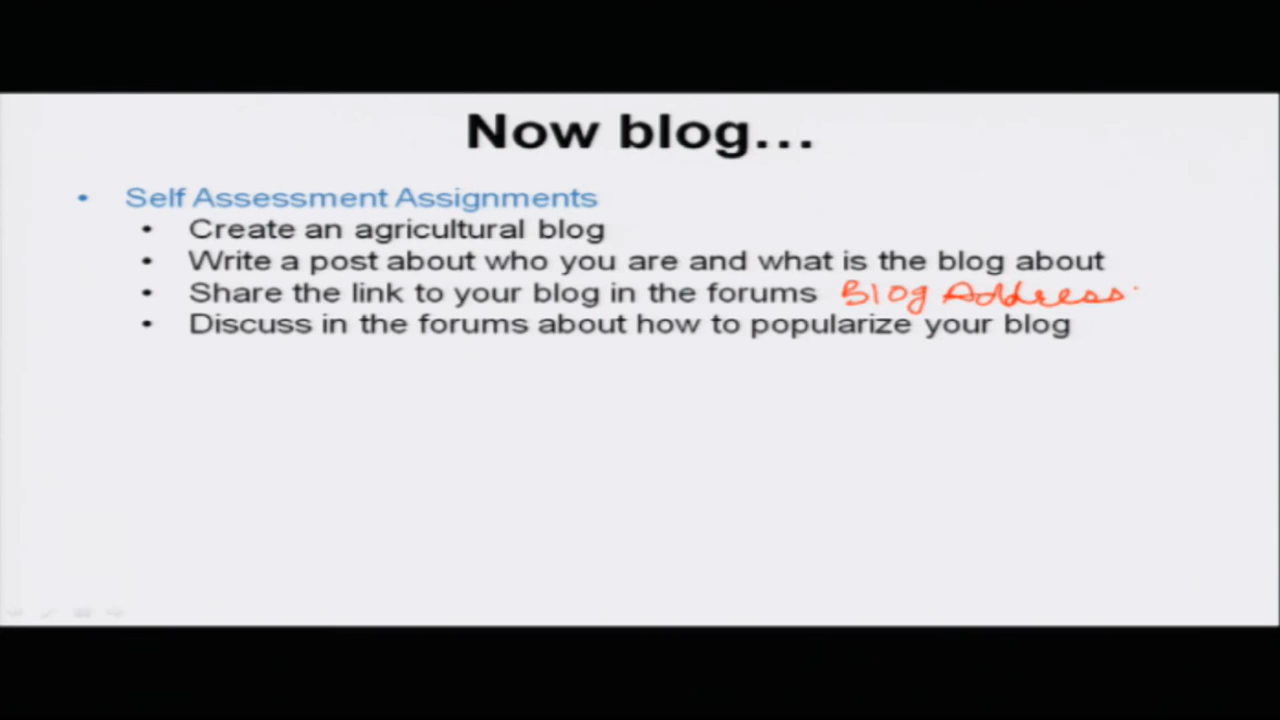 Now blog...
• Self Assessment Assignments
• Create an agricultural blog
• Write a post about who you are and what is the blog about
• Share the link to your blog in the forums Blog Address.
• Discuss in the forums about how to popularize your blog